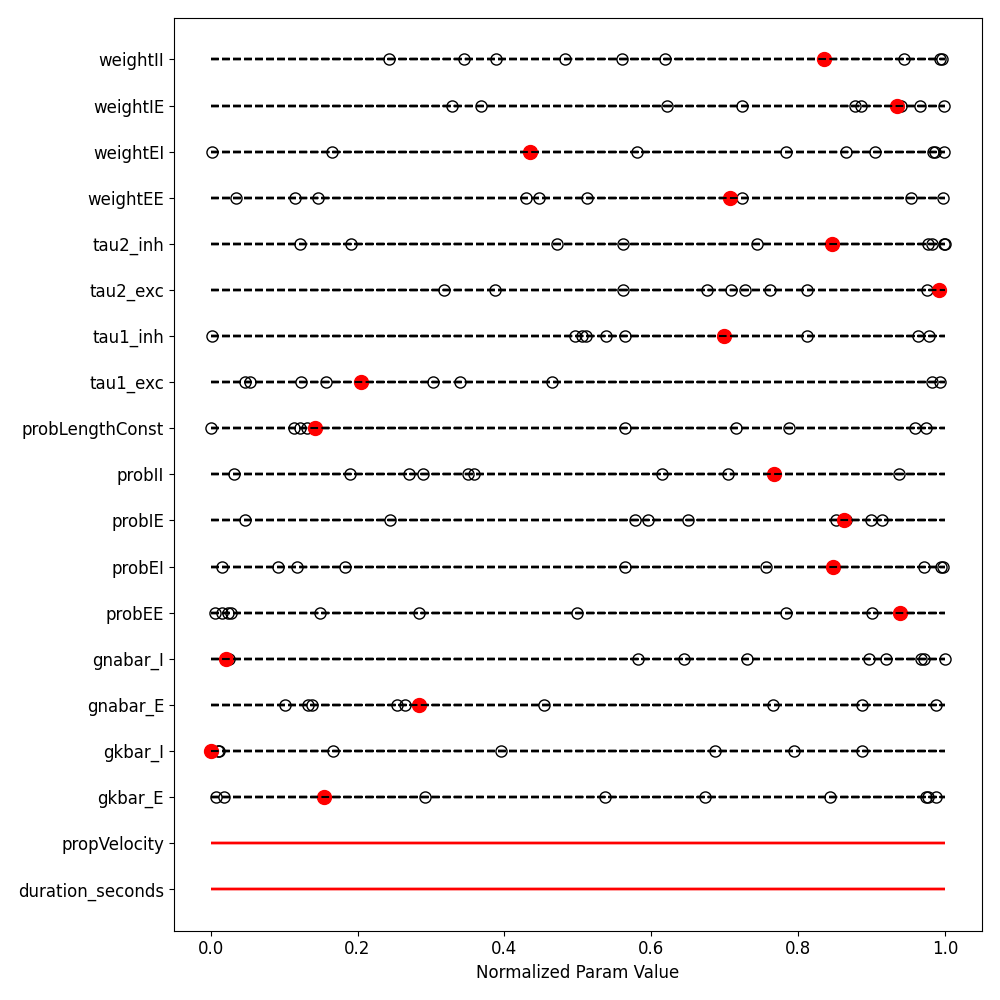 weightII
weightIE
weightEI
weightEE
tau2_inh
tau2_exc
tau1_inh
tau1_exc
probLengthConst
probII
probIE
probEI
probEE
gnabar_I
gnabar_E
gkbar_I
gkbar_E
propVelocity
duration_seconds
0.0 0.2 0.4 0.6 0.8 1.0
Normalized Param Value